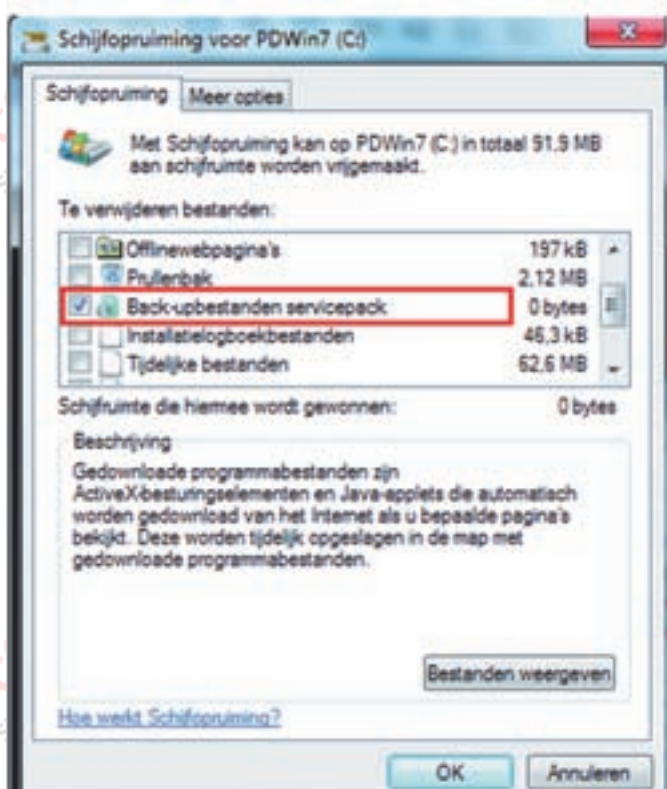 Schijfopruiming voor PDWin7 (C:)
Schijfopruiming Meer opties
Met Schijfopruiming kan op PDWin7 (C:) in totaal 91,9 MB
aan schijfruimte worden vrijgemaakt.
Te verwijderen bestanden:
Offlinewebpagina's 197 kB
Prullenbak 2,12 MB
Back-upbestanden servicepack 0 bytes
Installatielogboekbestanden 46,3 kB
Tijdelijke bestanden 62,6 MB
Schijfruimte die hiermee wordt gewonnen: 0 bytes
Beschrijving
Gedownloade programmabestanden zijn
ActiveX-besturingselementen en Java-applets die automatisch
worden gedownload van het Internet als u bepaalde pagina's
bekijkt. Deze worden tijdelijk opgeslagen in de map met
gedownloade programmabestanden.
Bestanden weergeven
Hoe werkt Schijfopruiming?
OK Annuleren